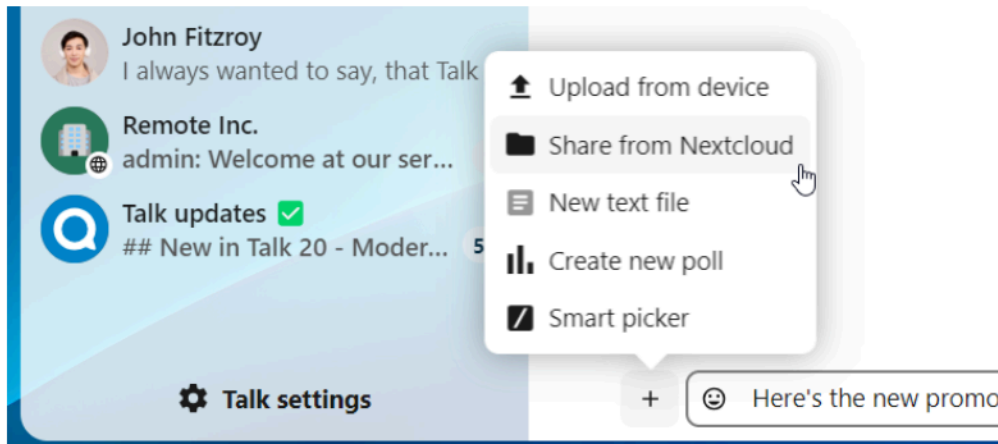 John Fitzroy
I always wanted to say, that Talk
Remote Inc.
admin: Welcome at our ser...
Talk updates ✅
## New in Talk 20 - Moder... 5
Talk settings
Upload from device
Share from Nextcloud
New text file
Create new poll
Smart picker
+
Here's the new promo